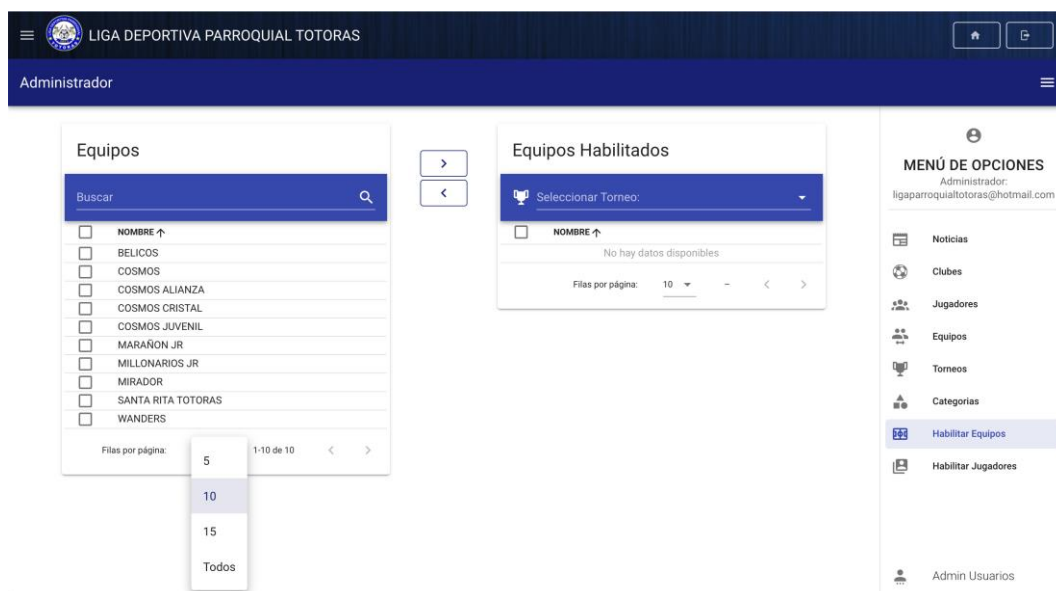 LIGA DEPORTIVA PARROQUIAL TOTORAS
Administrador
Equipos
Buscar
NOMBRE
BELICOS
COSMOS
COSMOS ALIANZA
COSMOS CRISTAL
COSMOS JUVENIL
MARAÑON JR
MILLONARIOS JR
MIRADOR
SANTA RITA TOTORAS
WANDERS
Filas por página:
1-10 de 10
5
10
15
Todos
Equipos Habilitados
Seleccionar Torneo:
NOMBRE
No hay datos disponibles
Filas por página: 10 –
MENÚ DE OPCIONES
Administrador:
ligaparroquialtotoras@hotmail.com
Noticias
Clubes
Jugadores
Equipos
Torneos
Categorias
Habilitar Equipos
Habilitar Jugadores
Admin Usuarios